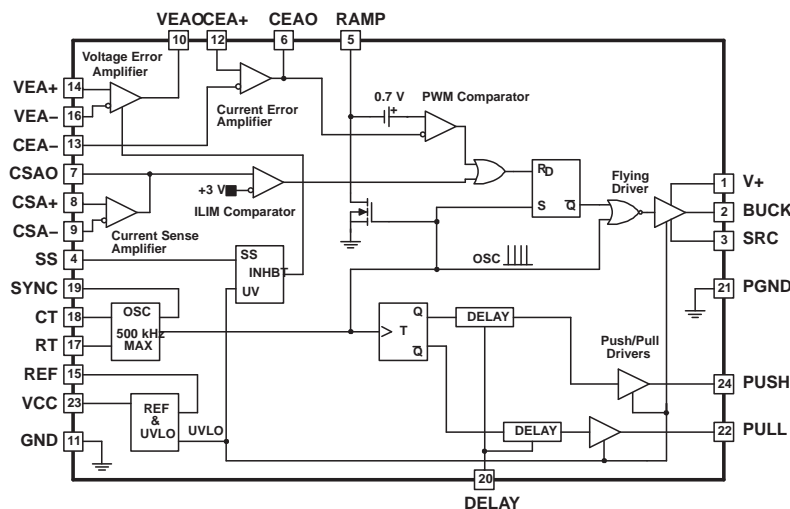 VEAO CEA+ CEAO RAMP
10 12 6 5
Voltage Error
Amplifier
VEA+ 14
VEA− 16
CEA− 13
Current Error
Amplifier
0.7 V
+
PWM Comparator
CSAO 7
+3 V
ILIM Comparator
CSA+ 8
CSA− 9
Current Sense
Amplifier
RD
S
Q
Flying
Driver
1 V+
2 BUCK
3 SRC
SS 4
SS
INHBT
UV
OSC
SYNC 19
CT 18
RT 17
OSC
500 kHz
MAX
21 PGND
T
Q
Q
DELAY
Push/Pull
Drivers
REF 15
VCC 23
REF
&
UVLO
UVLO
24 PUSH
DELAY
22 PULL
GND 11
20
DELAY